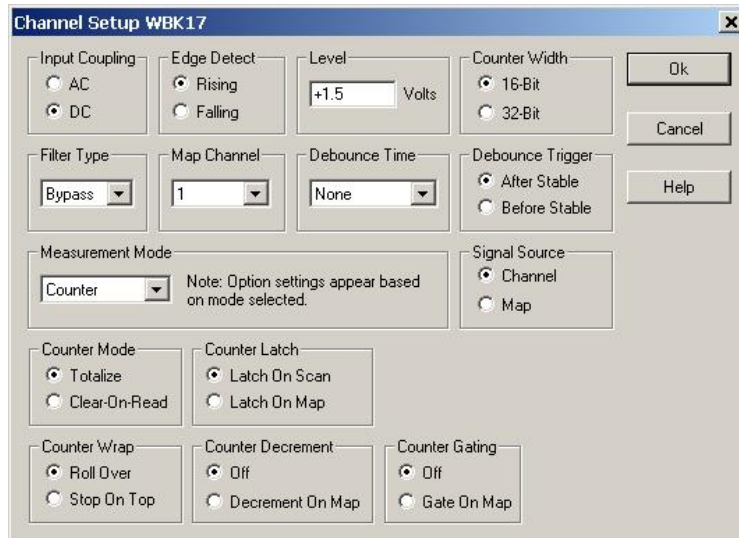 Channel Setup WBK17
Input Coupling
AC
DC
Edge Detect
Rising
Falling
Level
+1.5 Volts
Counter Width
16-Bit
32-Bit
Ok
Cancel
Help
Filter Type
Bypass
Map Channel
1
Debounce Time
None
Debounce Trigger
After Stable
Before Stable
Measurement Mode
Counter
Note: Option settings appear based
on mode selected.
Signal Source
Channel
Map
Counter Mode
Totalize
Clear-On-Read
Counter Latch
Latch On Scan
Latch On Map
Counter Wrap
Roll Over
Stop On Top
Counter Decrement
Off
Decrement On Map
Counter Gating
Off
Gate On Map